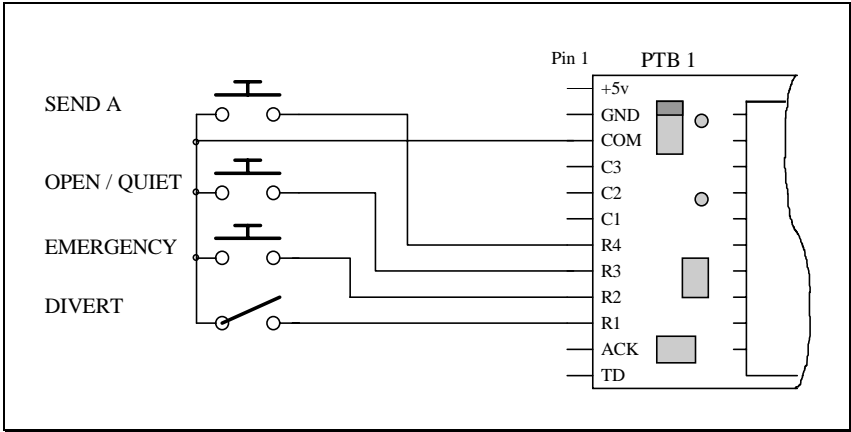 Pin 1
PTB 1
SEND A
OPEN / QUIET
EMERGENCY
DIVERT
+5v
GND
COM
C3
C2
C1
R4
R3
R2
R1
ACK
TD